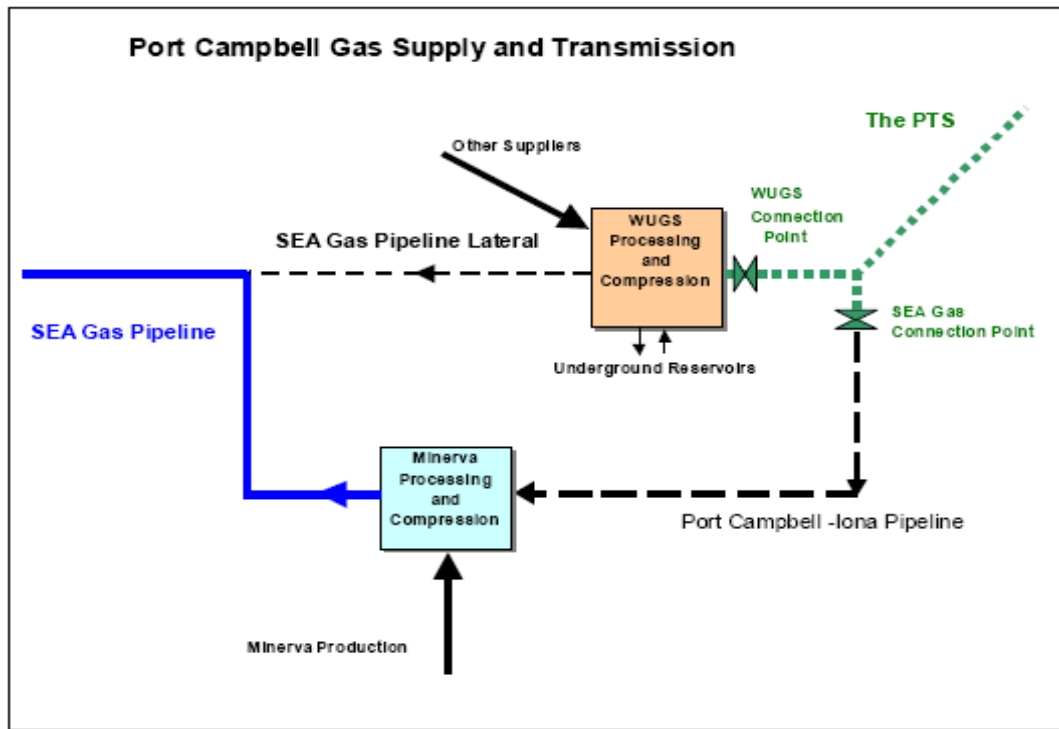 Port Campbell Gas Supply and Transmission
The PTS
Other Suppliers
WUGS
Connection
Point
WUGS
Processing
and
Compression
SEA Gas Pipeline Lateral
SEA Gas
Connection Point
SEA Gas Pipeline
Underground Reservoirs
Minerva
Processing
and
Compression
Port Campbell -Iona Pipeline
Minerva Production